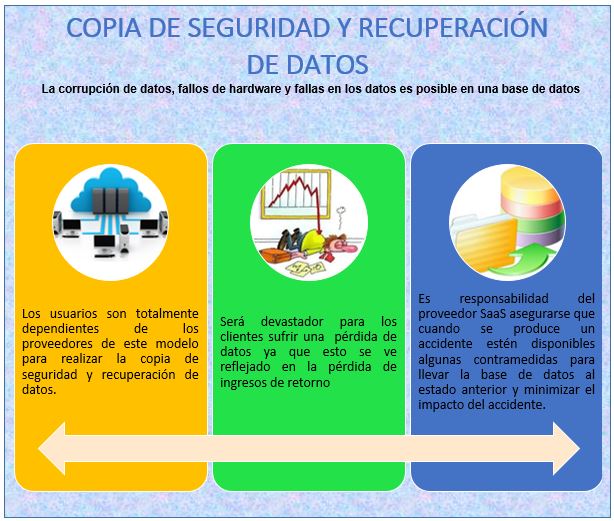 COPIA DE SEGURIDAD Y RECUPERACIÓN
DE DATOS
La corrupción de datos, fallos de hardware y fallas en los datos es posible en una base de datos
Los usuarios son totalmente
dependientes de los
proveedores de este modelo
para realizar la copia de
seguridad y recuperación de
datos.
Será devastador para los
clientes sufrir una pérdida de
datos ya que esto se ve
reflejado en la pérdida de
ingresos de retorno
Es responsabilidad del
proveedor SaaS asegurarse que
cuando se produce un
accidente estén disponibles
algunas contramedidas para
llevar la base de datos al
estado anterior y minimizar el
impacto del accidente.